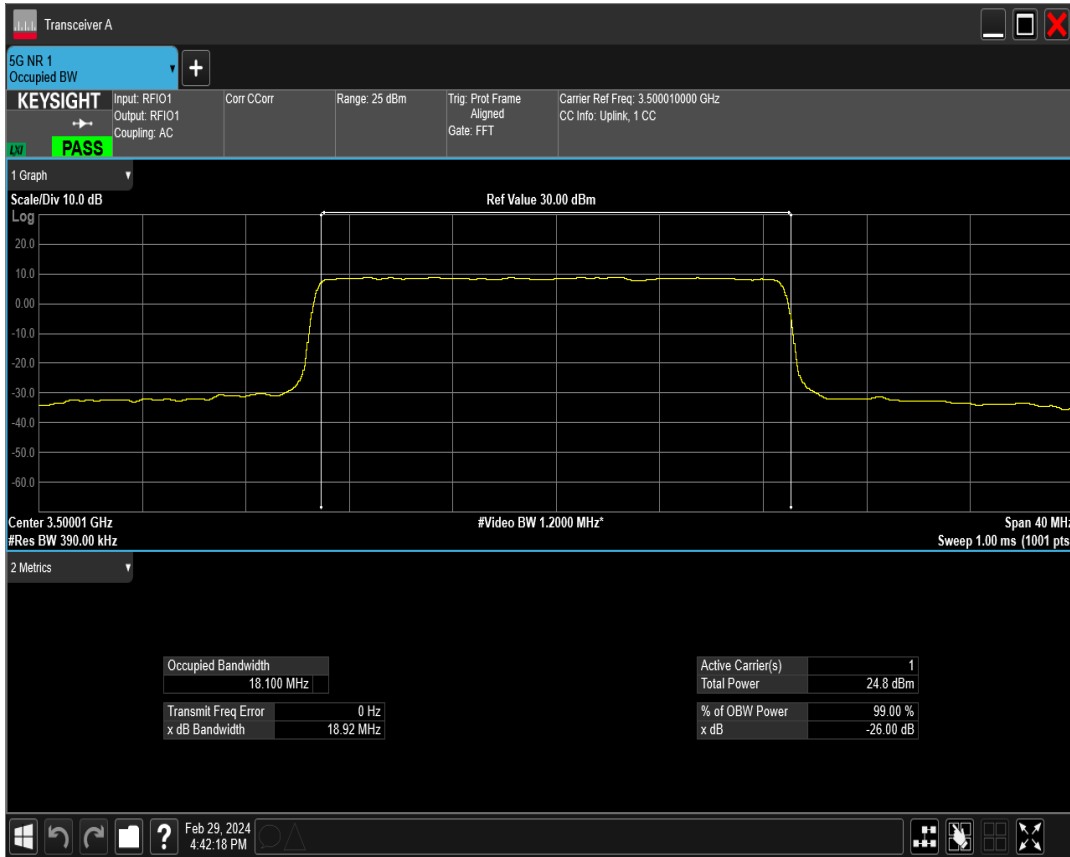 Transceiver A
5G NR 1
Occupied BW
+
KEYSIGHT
LXI
PASS
Input: RFIO1
Output: RFIO1
Coupling: AC
Corr CCorr
Range: 25 dBm
Trig: Prot Frame
Aligned
Gate: FFT
Carrier Ref Freq: 3.500010000 GHz
CC Info: Uplink, 1 CC
1 Graph
Scale/Div 10.0 dB
Ref Value 30.00 dBm
Log
20.0
10.0
0.00
-10.0
-20.0
-30.0
-40.0
-50.0
-60.0
Center 3.50001 GHz
#Video BW 1.2000 MHz*
Span 40 MHz
#Res BW 390.00 kHz
Sweep 1.00 ms (1001 pts
2 Metrics
Occupied Bandwidth
18.100 MHz
Transmit Freq Error 0 Hz
x dB Bandwidth 18.92 MHz
Active Carrier(s) 1
Total Power 24.8 dBm
% of OBW Power 99.00 %
x dB -26.00 dB
?
Feb 29, 2024
4:42:18 PM